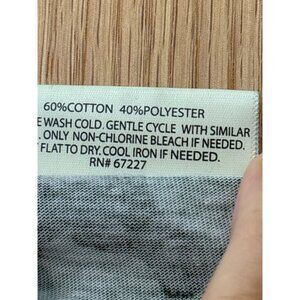 60%COTTON 40%POLYESTER
E WASH COLD. GENTLE CYCLE WITH SIMILAR
. ONLY NON-CHLORINE BLEACH IF NEEDED.
FLAT TO DRY. COOL IRON IF NEEDED.
RN# 67227